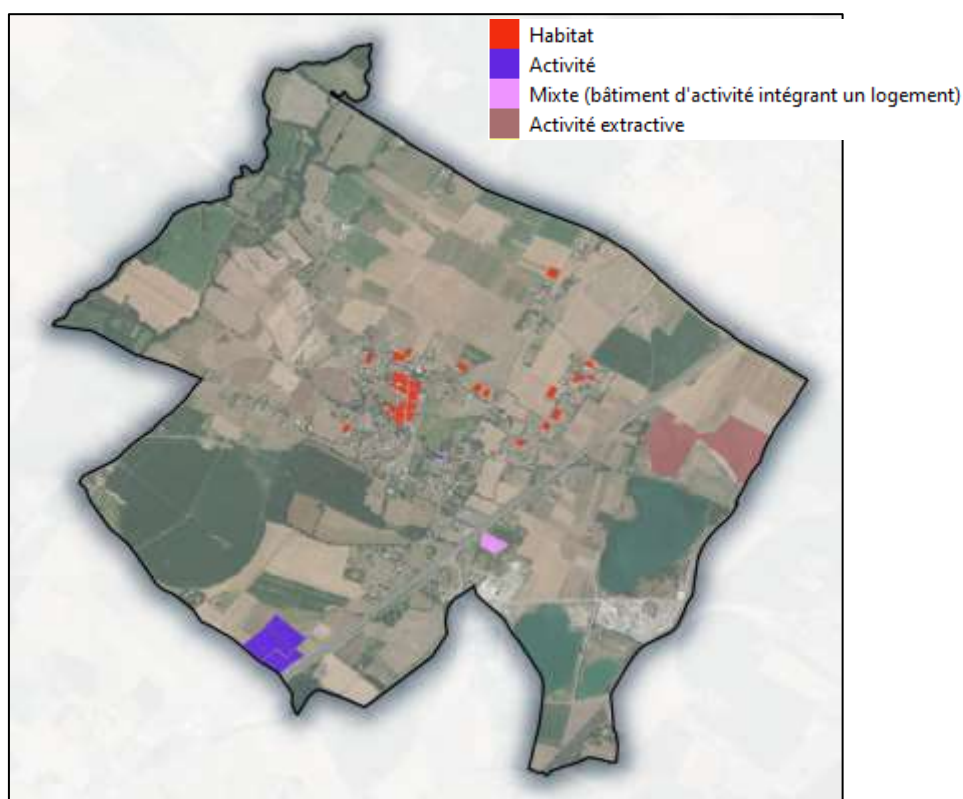 Habitat
Activité
Mixte (bâtiment d'activité intégrant un logement)
Activité extractive